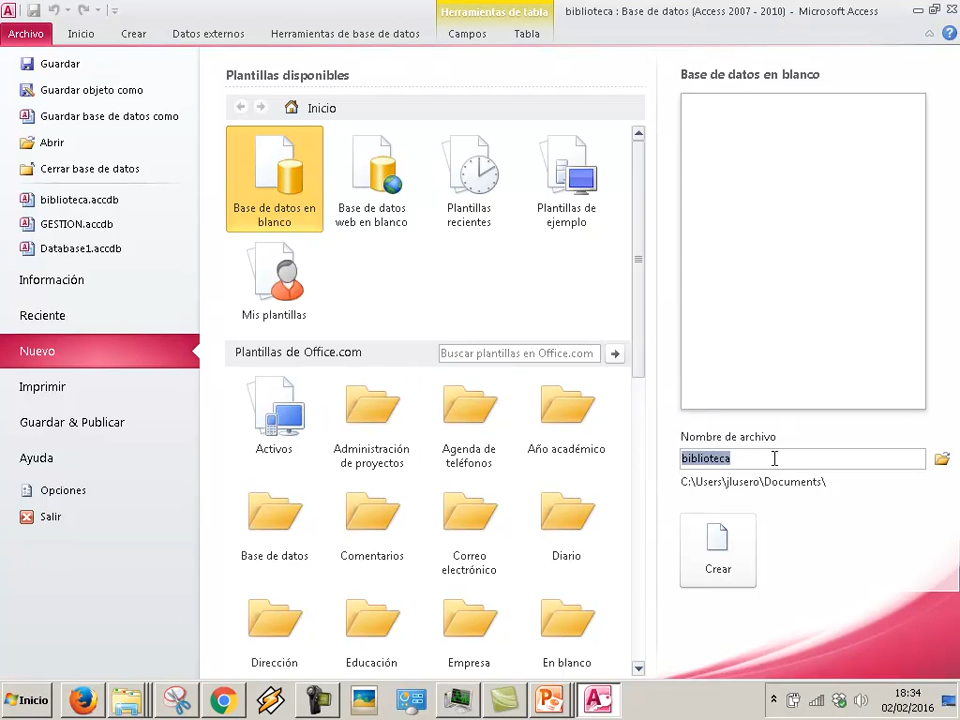 Herramientas de tabla
biblioteca : Base de datos (Access 2007 - 2010) - Microsoft Access
Archivo Inicio Crear Datos externos Herramientas de base de datos Campos Tabla
Guardar
Guardar objeto como
Guardar base de datos como
Abrir
Cerrar base de datos
biblioteca.accdb
GESTION.accdb
Database1.accdb
Información
Reciente
Nuevo
Imprimir
Guardar & Publicar
Ayuda
Opciones
Salir
Plantillas disponibles
Inicio
Base de datos en
blanco
Base de datos
web en blanco
Plantillas
recientes
Plantillas de
ejemplo
Mis plantillas
Plantillas de Office.com
Buscar plantillas en Office.com
Activos
Administración
de proyectos
Agenda de
teléfonos
Año académico
Base de datos
Comentarios
Correo
electrónico
Diario
Dirección
Educación
Empresa
En blanco
Base de datos en blanco
Nombre de archivo
biblioteca
C:\Users\jlusero\Documents\
Crear
Inicio
18:34
02/02/2016